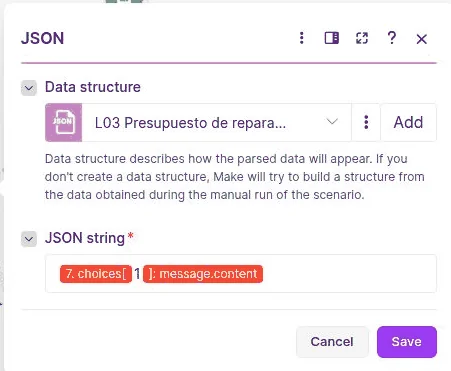 JSON
Data structure
JSON
L03 Presupuesto de repara...
Add
Data structure describes how the parsed data will appear. If you
don't create a data structure, Make will try to build a structure from
the data obtained during the manual run of the scenario.
JSON string*
7. choices[ 1 ]: message.content
Cancel
Save